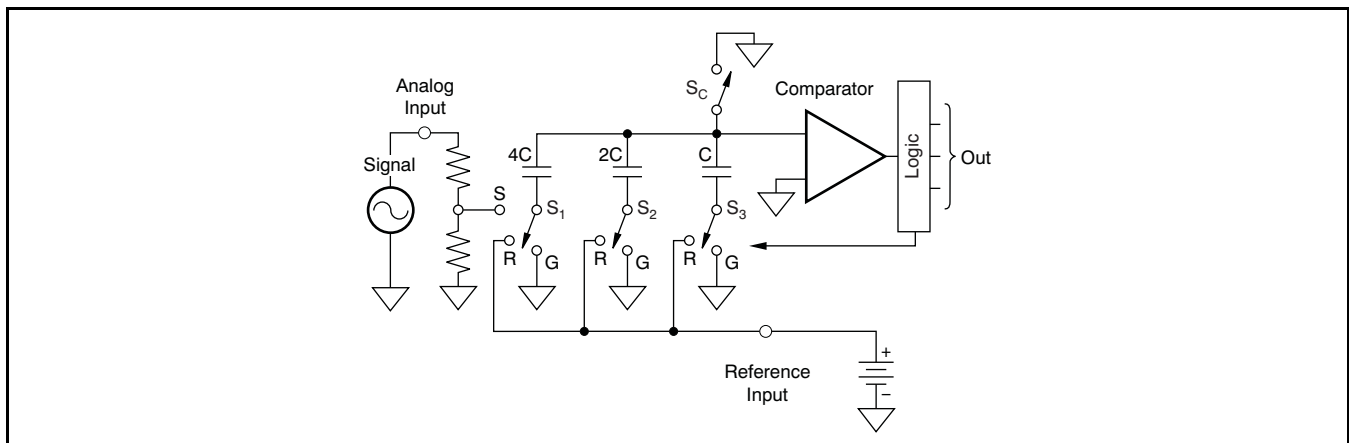 S_C
Comparator
Analog
Input
4C
2C
C
Signal
Logic
Out
S
S_1
S_2
S_3
R
G
R
G
R
G
+
−
Reference
Input